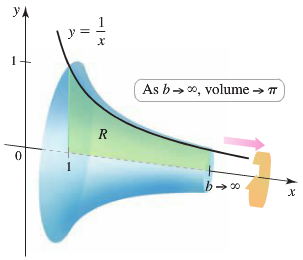 y
y = 1/x
1
As b → ∞, volume → π
R
0
1
b → ∞
x